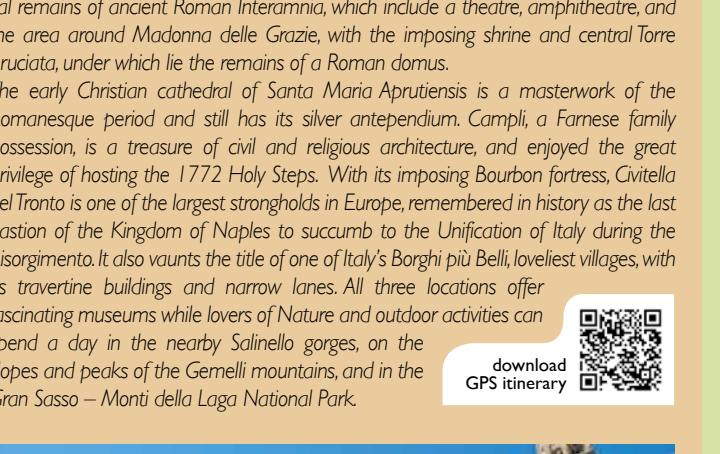 al remains of ancient Roman Interamnia, which include a theatre, amphitheatre, and
he area around Madonna delle Grazie, with the imposing shrine and central Torre
ruciata, under which lie the remains of a Roman domus.
he early Christian cathedral of Santa Maria Aprutiensis is a masterwork of the
omanesque period and still has its silver antependium. Campli, a Farnese family
ossession, is a treasure of civil and religious architecture, and enjoyed the great
rivilege of hosting the 1772 Holy Steps. With its imposing Bourbon fortress, Civitella
el Tronto is one of the largest strongholds in Europe, remembered in history as the last
astion of the Kingdom of Naples to succumb to the Unification of Italy during the
isorgimento. It also vaunts the title of one of Italy's Borghi più Belli, loveliest villages, with
s travertine buildings and narrow lanes. All three locations offer
ascinating museums while lovers of Nature and outdoor activities can
pend a day in the nearby Salinello gorges, on the
lopes and peaks of the Gemelli mountains, and in the
Gran Sasso – Monti della Laga National Park.
download
GPS itinerary